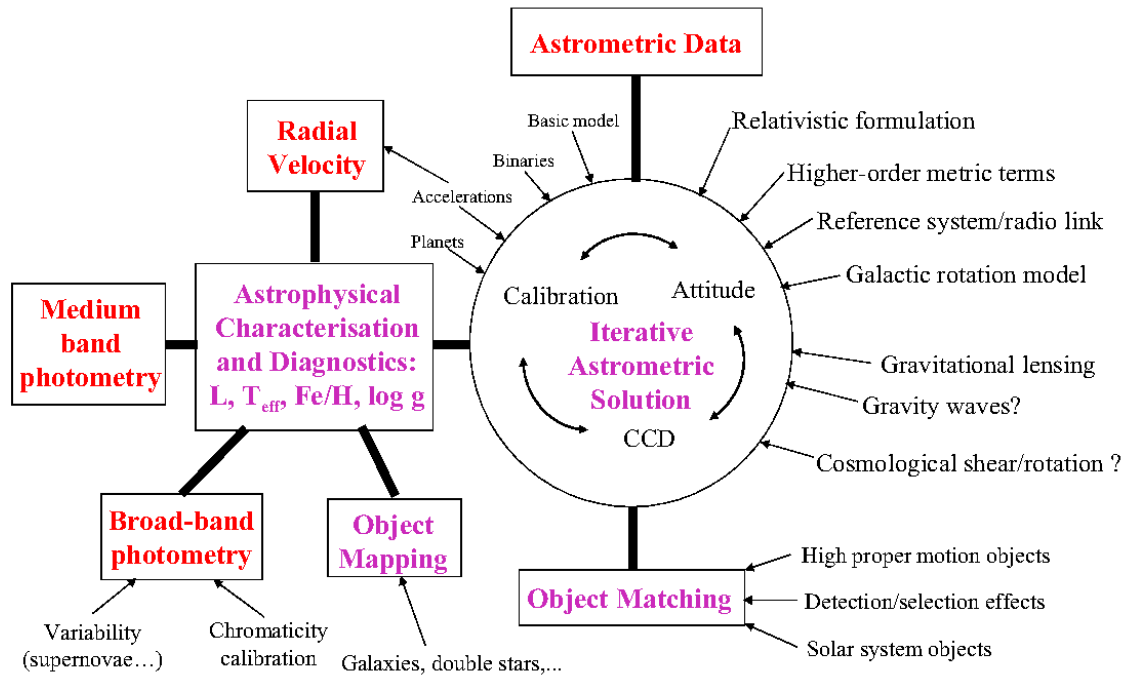 Astrometric Data
Radial
Velocity
Basic model
Binaries
Accelerations
Planets
Relativistic formulation
Higher-order metric terms
Reference system/radio link
Galactic rotation model
Gravitational lensing
Gravity waves?
Cosmological shear/rotation ?
Medium
band
photometry
Astrophysical
Characterisation
and Diagnostics:
L, Teff, Fe/H, log g
Calibration
Attitude
Iterative
Astrometric
Solution
CCD
Broad-band
photometry
Object
Mapping
Object Matching
High proper motion objects
Detection/selection effects
Solar system objects
Variability
(supernovae…)
Chromaticity
calibration
Galaxies, double stars,...